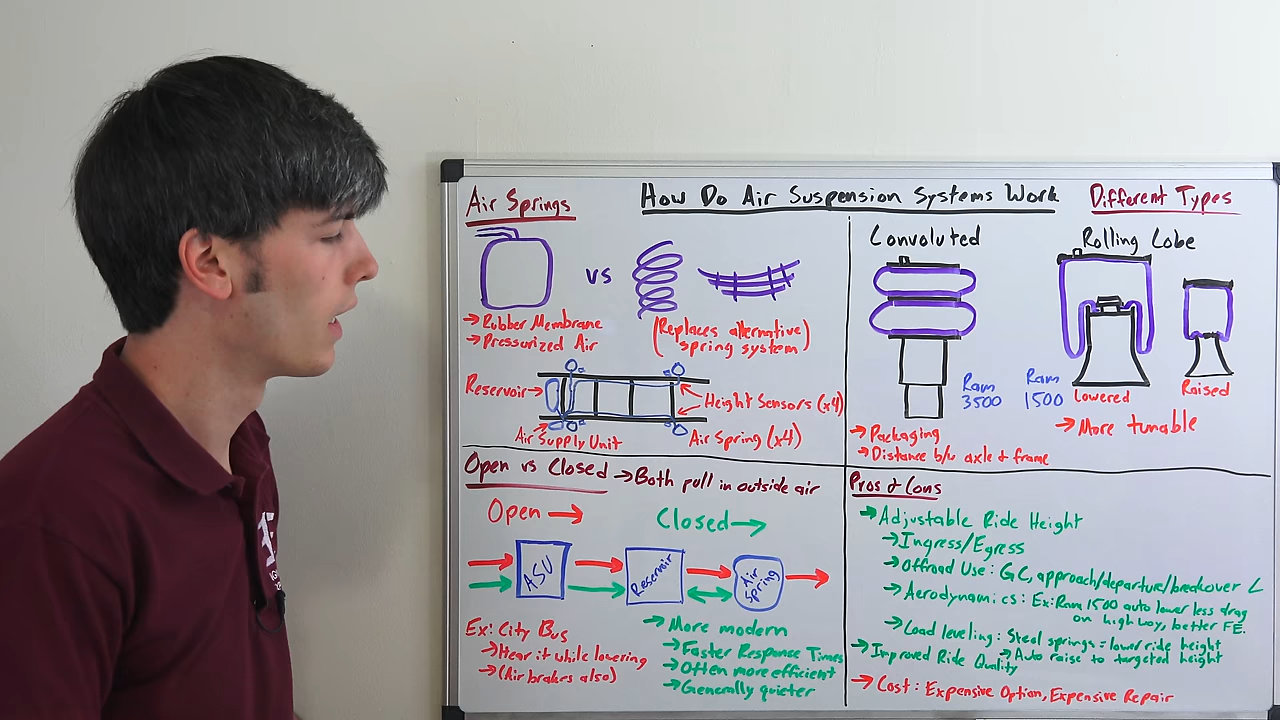 How Do Air Suspension Systems Work
Air Springs
vs
→Rubber Membrane
→Pressurized Air
(Replaces alternative)
spring system
Reservoir→
Height Sensors (x4)
Air Supply Unit
Air Spring (x4)
Different Types
Convoluted
Rolling Lobe
Ram
3500
Ram
1500
Lowered
Raised
→Packaging
→Distance b/w axle & frame
→More tunable
Open vs Closed →Both pull in outside air
Open→
Closed→
ASU
Reservoir
Air
Spring
Ex: City Bus
→Hear it while lowering
→(Air brakes also)
→More modern
→Faster Response Times
→Often more efficient
→Generally quieter
Pros & Cons
→Adjustable Ride Height
→Ingress/Egress
→Offroad Use: GC, approach/departure/breakover ∠
→Aerodynamics: Ex: Ram 1500 auto lower less drag
on highway, better FE.
→Load leveling: Steel springs = lower ride height
→Auto raise to targeted height
→Improved Ride Quality
→Cost: Expensive Option, Expensive Repair